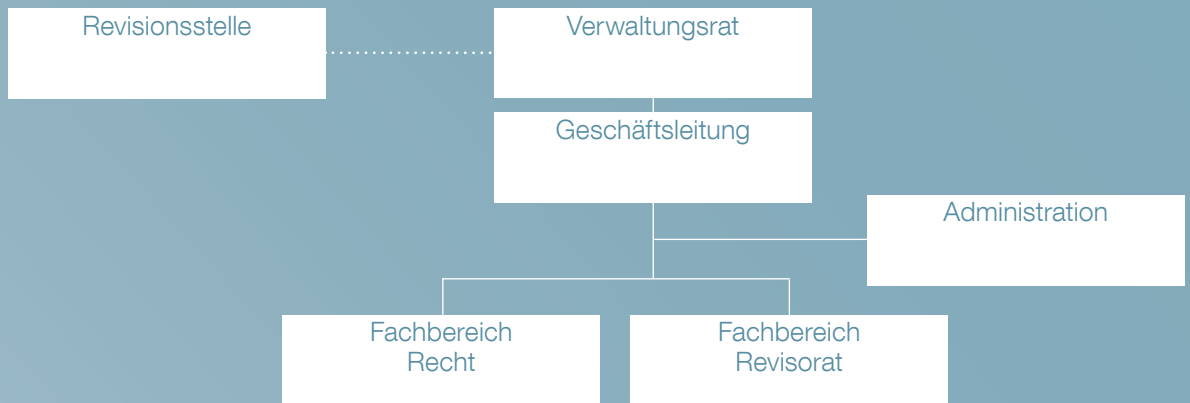 Revisionsstelle
Verwaltungsrat
Geschäftsleitung
Administration
Fachbereich
Recht
Fachbereich
Revisorat